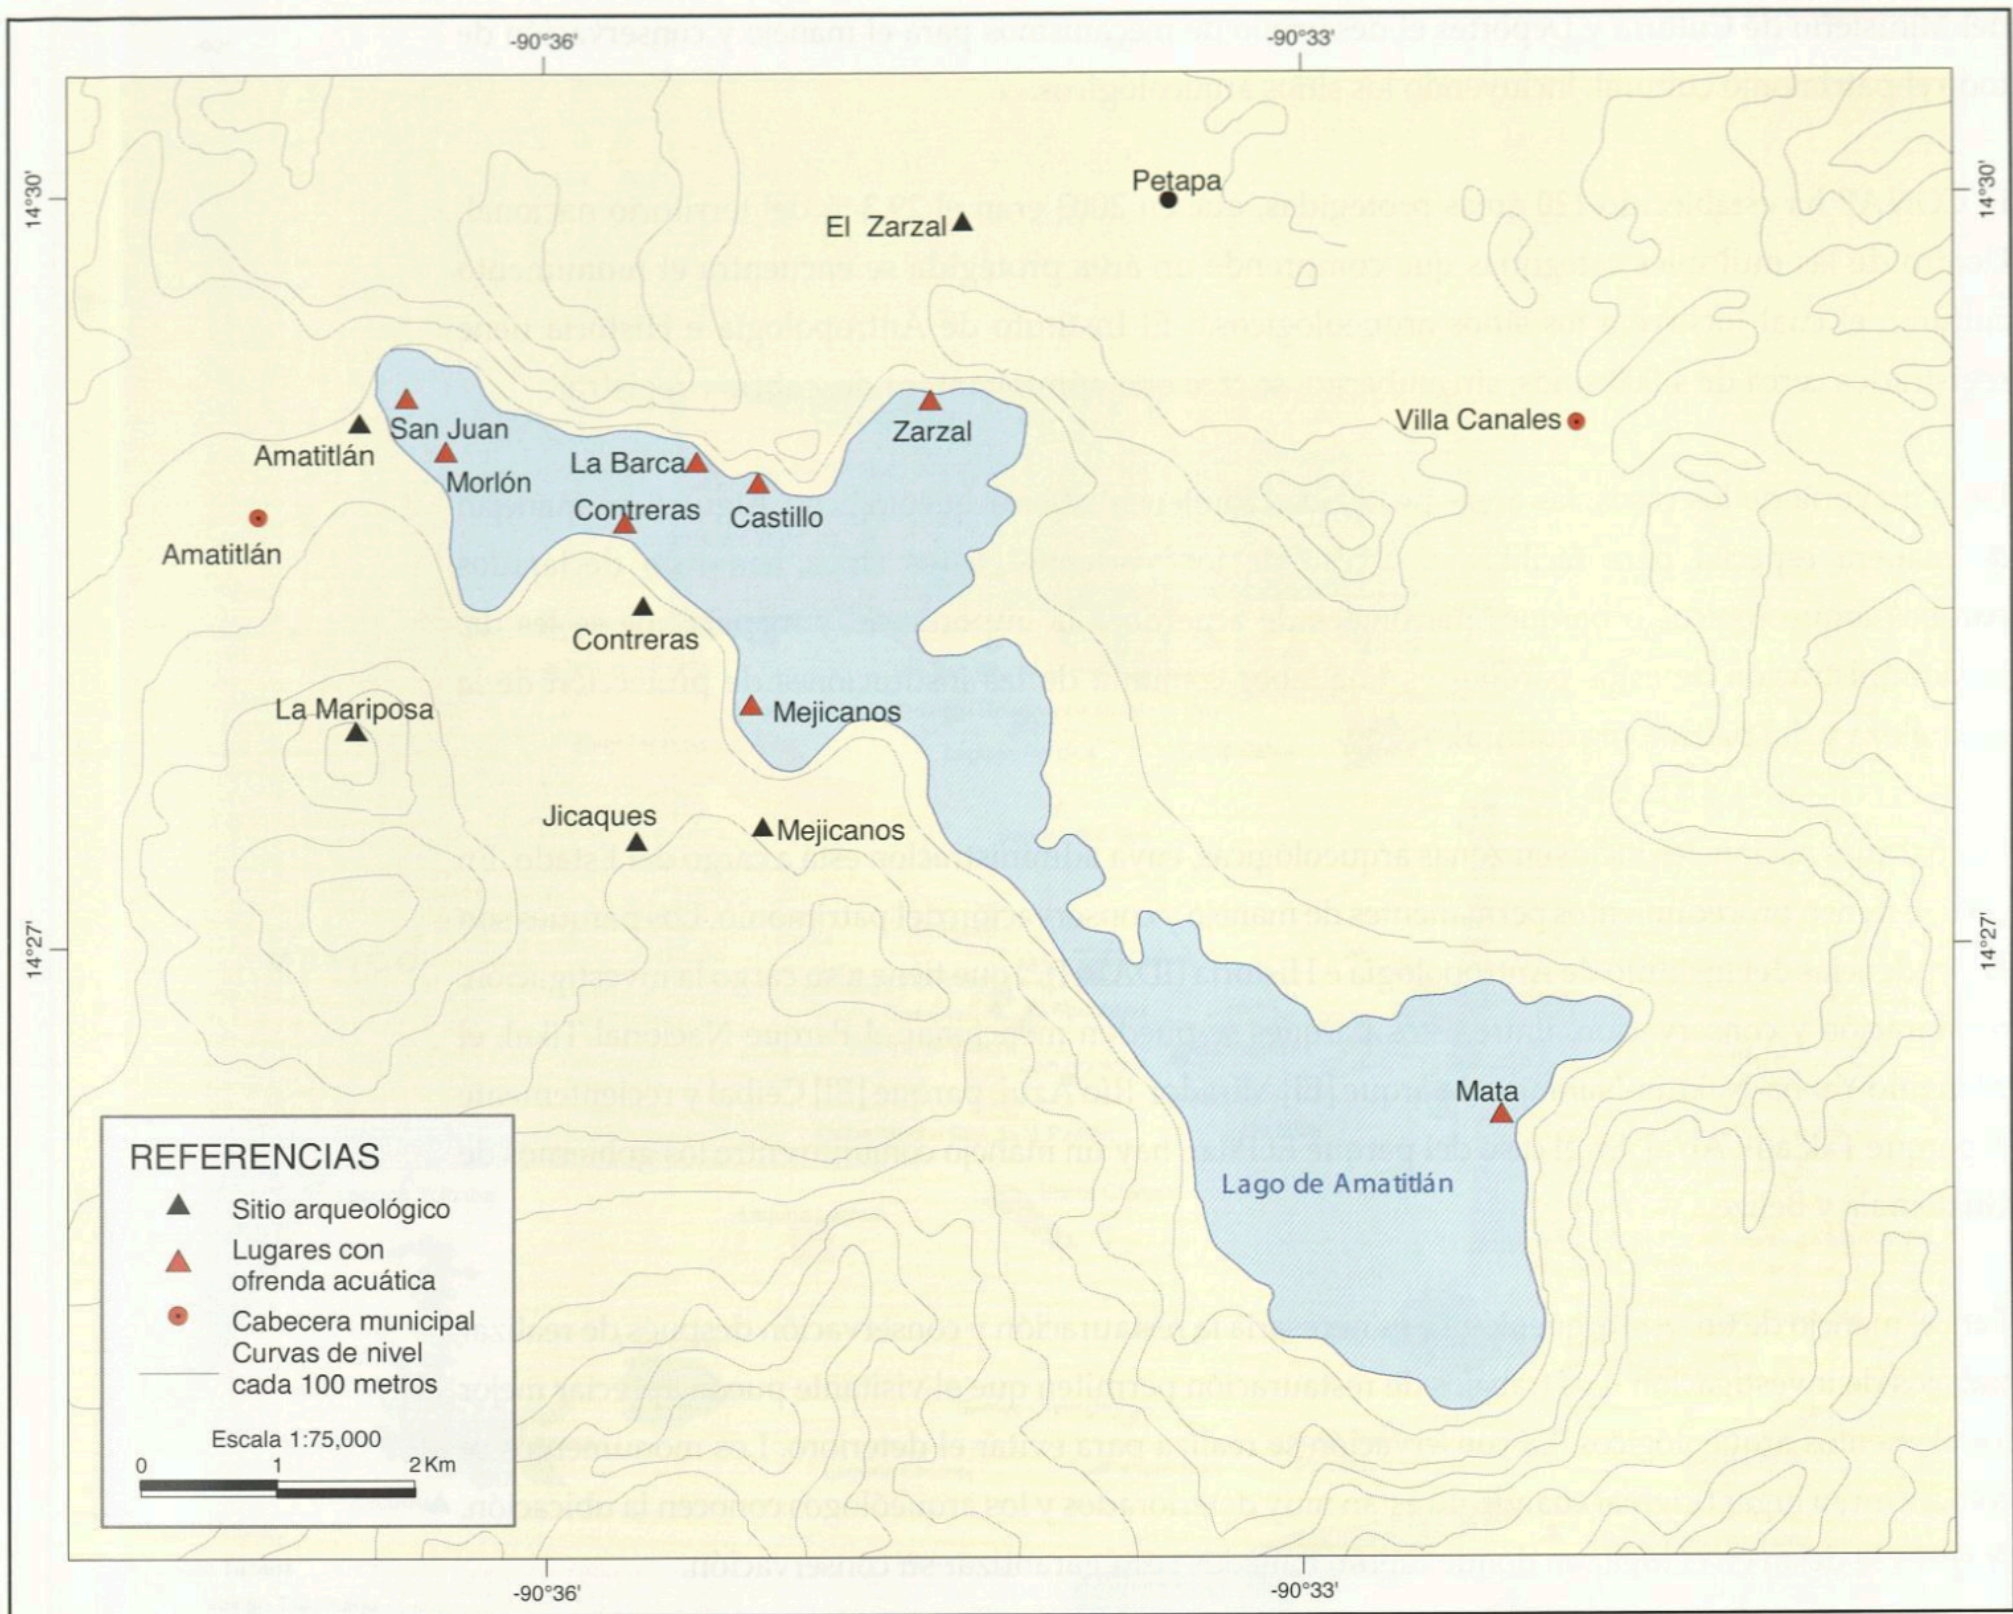 -90°36'
-90°33'
14°30'
14°30'
Petapa
El Zarzal
Villa Canales
San Juan
Zarzal
Amatitlán
La Barca
Morlón
Contreras
Castillo
Amatitlán
Contreras
La Mariposa
Mejicanos
Jicaques
Mejicanos
14°27'
14°27'
Mata
Lago de Amatitlán
REFERENCIAS
Sitio arqueológico
Lugares con
ofrenda acuática
Cabecera municipal
Curvas de nivel
cada 100 metros
Escala 1:75,000
0 1 2 Km
-90°36'
-90°33'